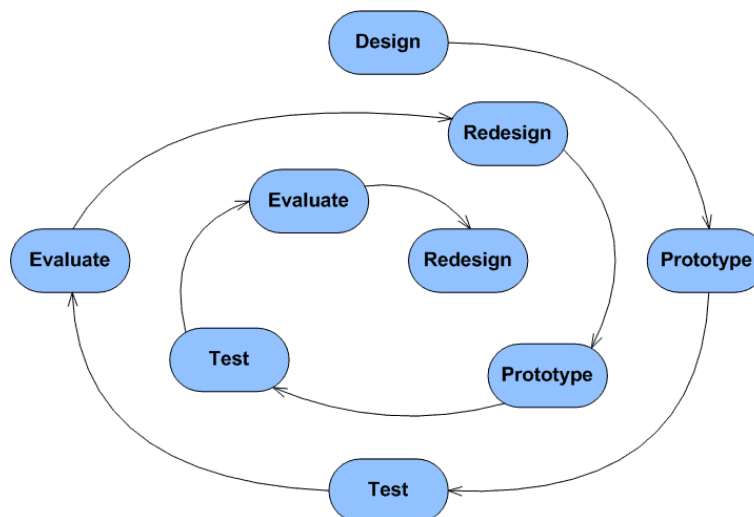 Design
Redesign
Evaluate
Evaluate
Redesign
Prototype
Test
Prototype
Test